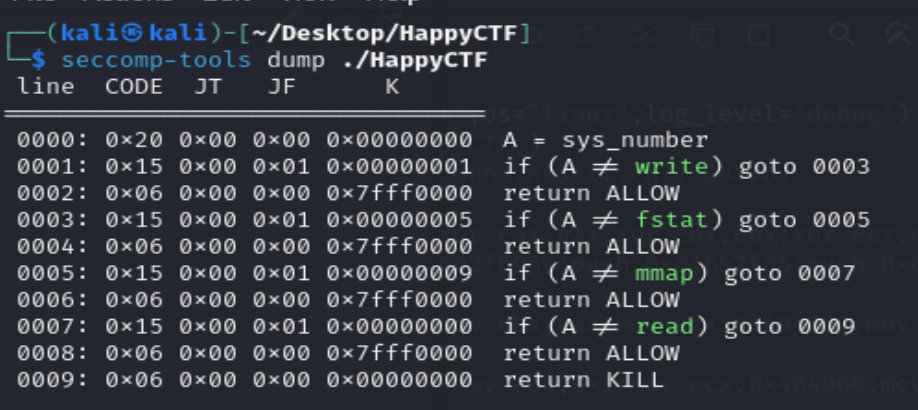 ┌──(kali㉿kali)-[~/Desktop/HappyCTF]
└─$ seccomp-tools dump ./HappyCTF
line CODE JT JF K
=================================
0000: 0x20 0x00 0x00 0x00000000 A = sys_number
0001: 0x15 0x00 0x01 0x00000001 if (A != write) goto 0003
0002: 0x06 0x00 0x00 0x7fff0000 return ALLOW
0003: 0x15 0x00 0x01 0x00000005 if (A != fstat) goto 0005
0004: 0x06 0x00 0x00 0x7fff0000 return ALLOW
0005: 0x15 0x00 0x01 0x00000009 if (A != mmap) goto 0007
0006: 0x06 0x00 0x00 0x7fff0000 return ALLOW
0007: 0x15 0x00 0x01 0x00000000 if (A != read) goto 0009
0008: 0x06 0x00 0x00 0x7fff0000 return ALLOW
0009: 0x06 0x00 0x00 0x00000000 return KILL